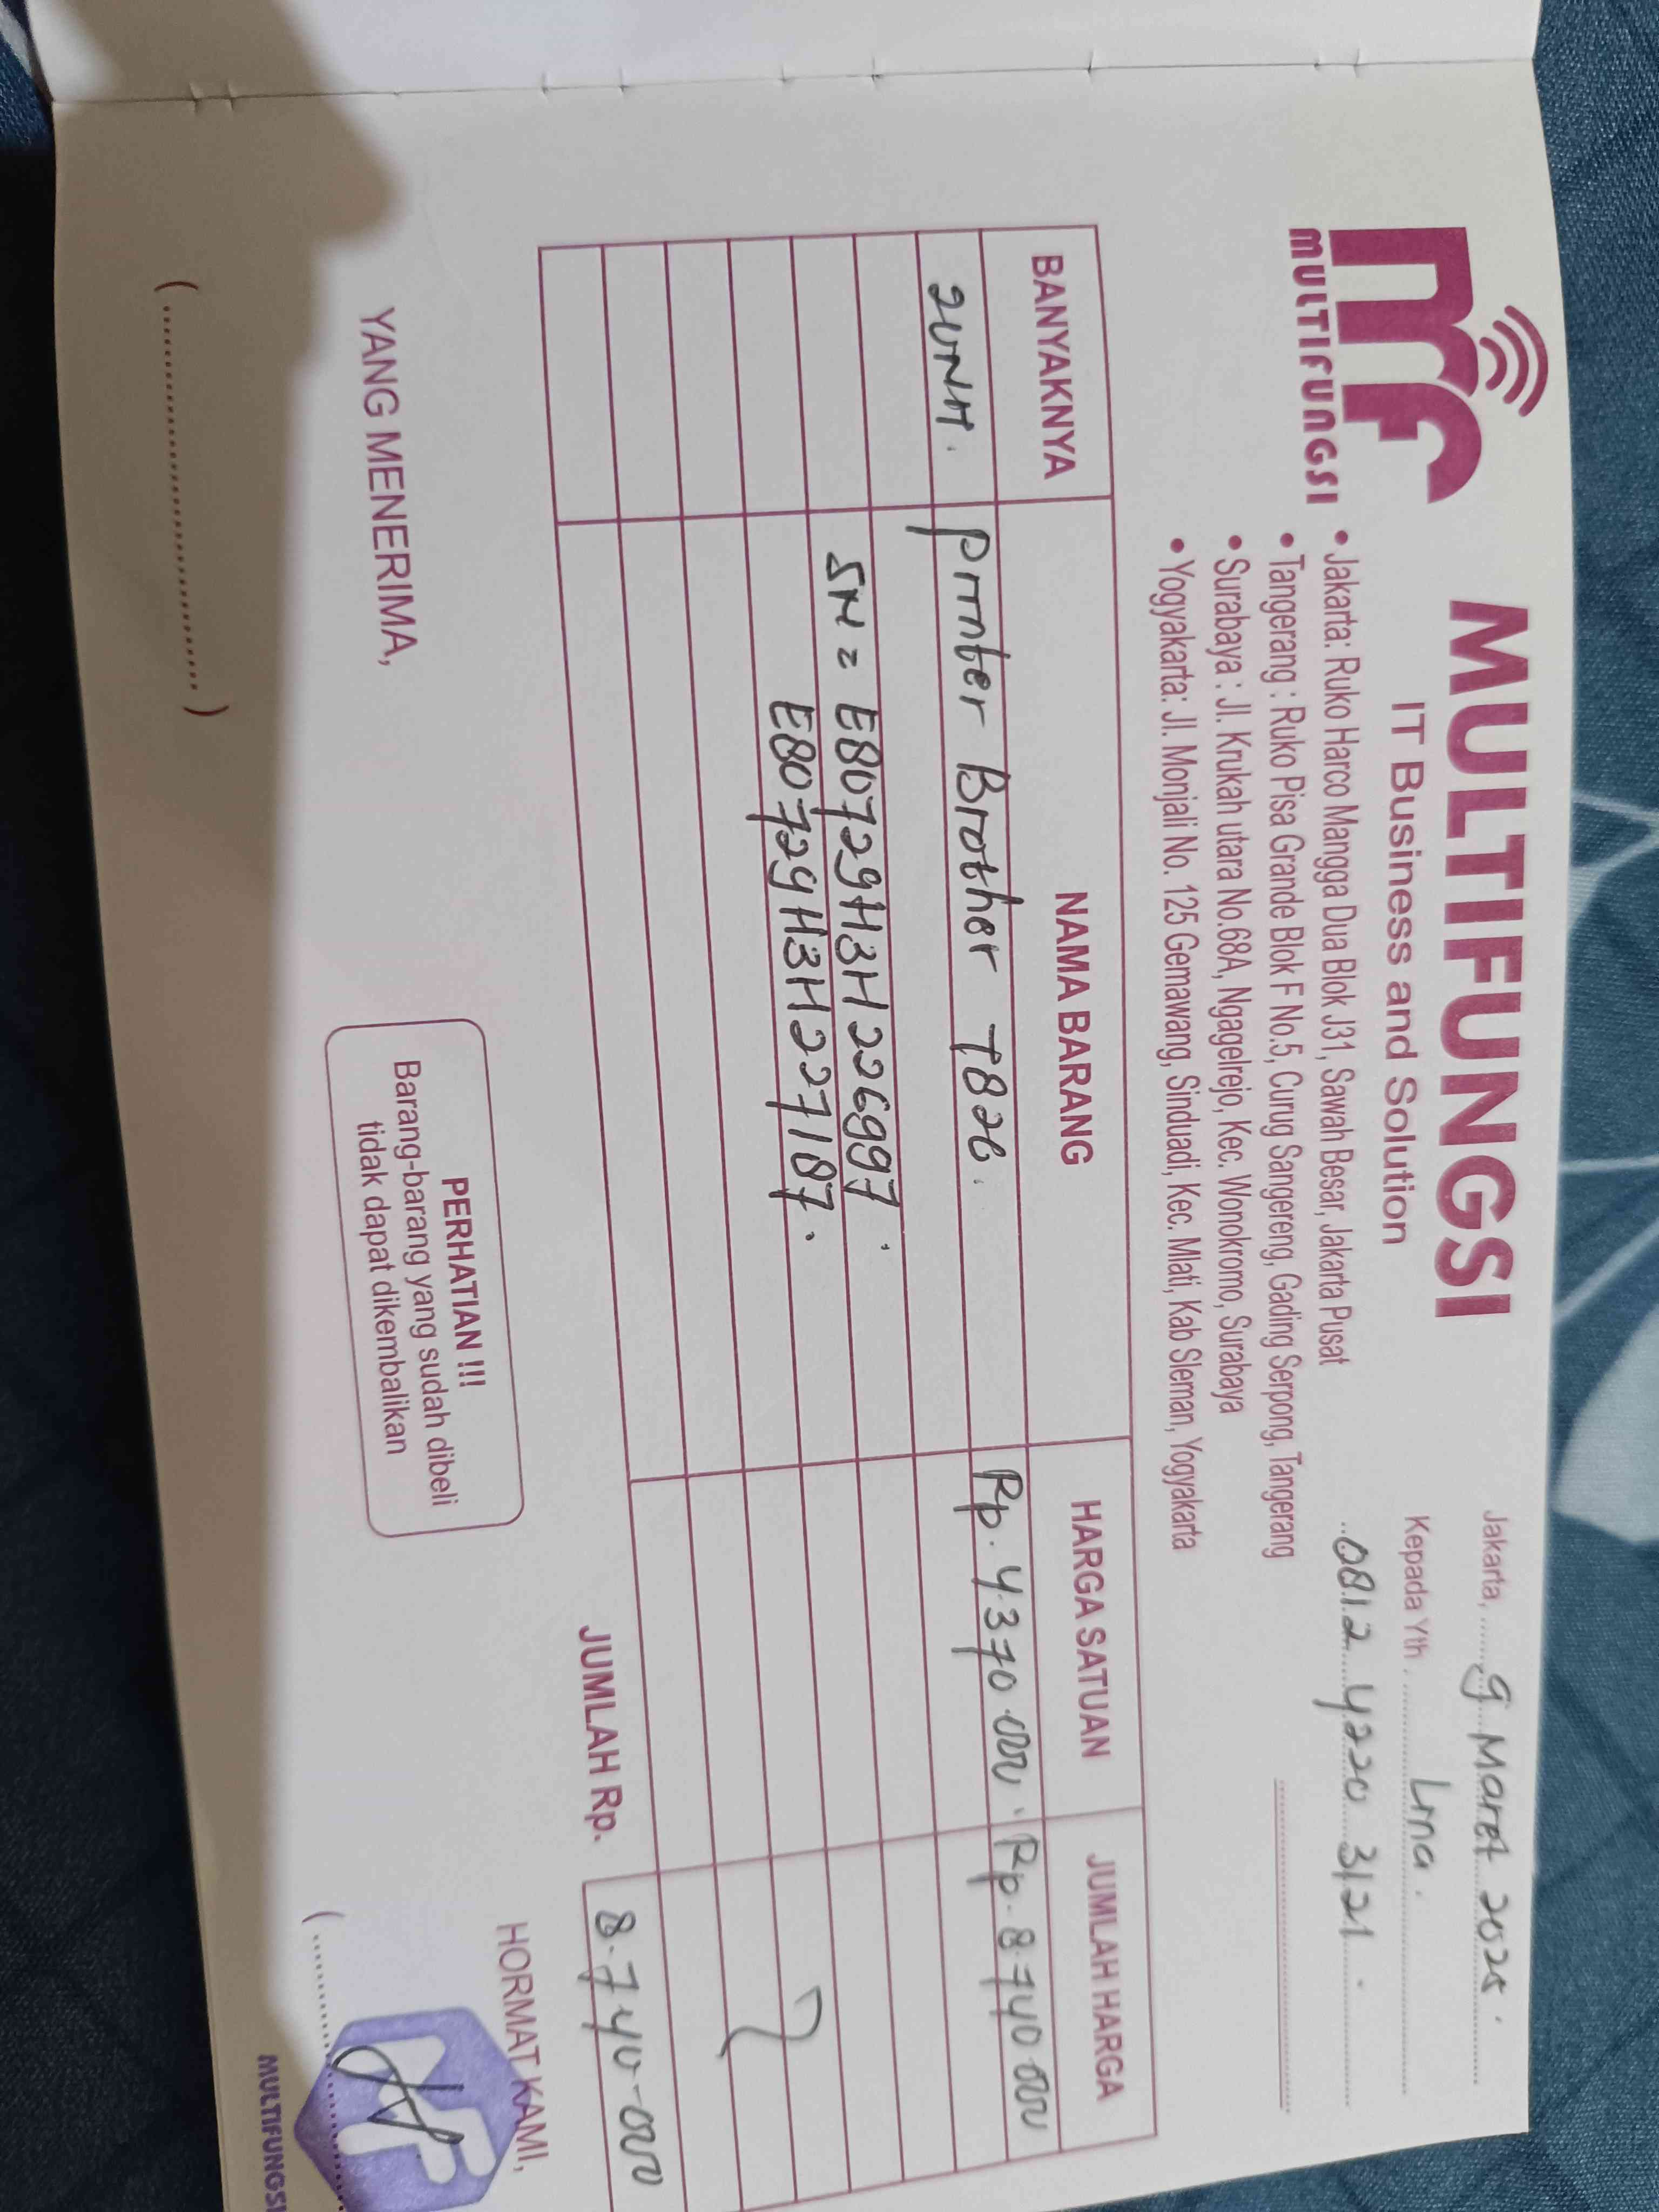 MULTIFUNGSI
MULTIFUNGSI
IT Business and Solution
• Jakarta: Ruko Harco Mangga Dua Blok J31, Sawah Besar, Jakarta Pusat
• Tangerang : Ruko Pisa Grande Blok F No.5, Curug Sangereng, Gading Serpong, Tangerang
• Surabaya : Jl. Krukah utara No.68A, Ngagelrejo, Kec. Wonokromo, Surabaya
• Yogyakarta: Jl. Monjali No. 125 Gemawang, Sinduadi, Kec. Mlati, Kab Sleman, Yogyakarta
Jakarta, 9 Maret 2025.
Kepada Yth. Lina.
0812 4220 3121.
BANYAKNYA NAMA BARANG HARGA SATUAN JUMLAH HARGA
2 UNIT. Printer Brother T820. Rp. 4.370.000. Rp. 8.740.000
SN = E80729H3H226997.
E80729H3H227187.
JUMLAH Rp. 8.740.000
YANG MENERIMA,
PERHATIAN !!!
Barang-barang yang sudah dibeli
tidak dapat dikembalikan
HORMAT KAMI,
MULTIFUNGSI